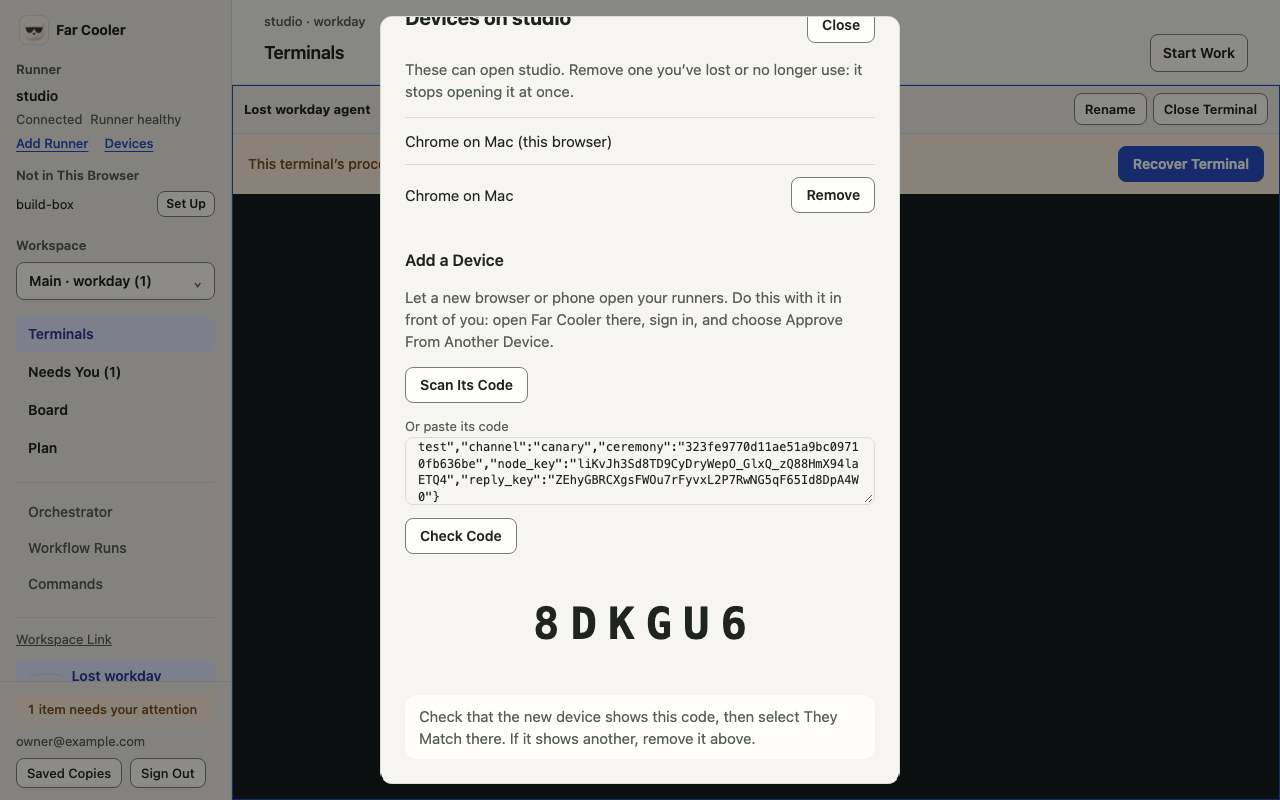 Far Cooler
Runner
studio
Connected Runner healthy
Add Runner Devices
Not in This Browser
build-box Set Up
Workspace
Main · workday (1)
Terminals
Needs You (1)
Board
Plan
Orchestrator
Workflow Runs
Commands
Workspace Link
Lost workday
1 item needs your attention
owner@example.com
Saved Copies Sign Out
studio · workday
Terminals
Start Work
Lost workday agent
Rename Close Terminal
This terminal's
Recover Terminal
Devices on studio
Close
These can open studio. Remove one you’ve lost or no longer use: it
stops opening it at once.
Chrome on Mac (this browser)
Chrome on Mac
Remove
Add a Device
Let a new browser or phone open your runners. Do this with it in
front of you: open Far Cooler there, sign in, and choose Approve
From Another Device.
Scan Its Code
Or paste its code
test","channel":"canary","ceremony":"323fe9770d11ae51a9bc0971
0fb636be","node_key":"liKvJh3Sd8TD9CyDryWepO_GlxQ_zQ88HmX94la
ETQ4","reply_key":"ZEhyGBRCXgsFWOu7rFyvxL2P7RwNG5qF65Id8DpA4W
0"}
Check Code
8DKGU6
Check that the new device shows this code, then select They
Match there. If it shows another, remove it above.